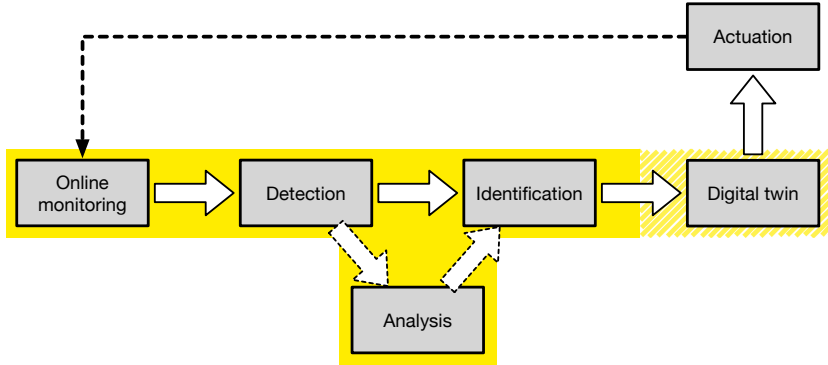 Actuation
Online
monitoring
Detection
Identification
Digital twin
Analysis